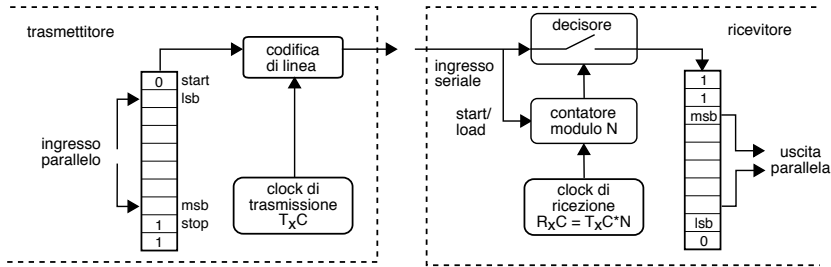 trasmettitore
codifica
di linea
0 start
lsb
ingresso
parallelo
msb
1 stop
1
clock di
trasmissione
TxC
ricevitore
decisore
ingresso
seriale
start/
load
contatore
modulo N
clock di
ricezione
RxC = TxC*N
1
1
msb
uscita
parallela
lsb
0